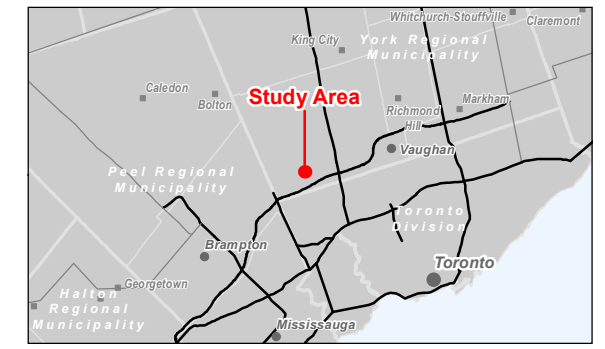 Whitchurch-Stouffville
Claremont
King City
York Regional
Municipality
Caledon
Bolton
Study Area
Richmond
Hill
Markham
Vaughan
Peel Regional
Municipality
Toronto
Division
Brampton
Toronto
Georgetown
Halton
Regional
Municipality
Mississauga